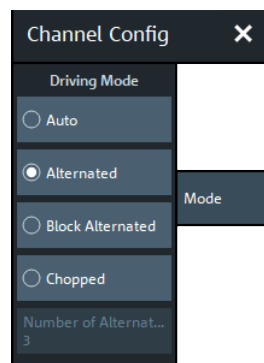 Channel Config
Driving Mode
Auto
Alternated
Mode
Block Alternated
Chopped
Number of Alternat...
3